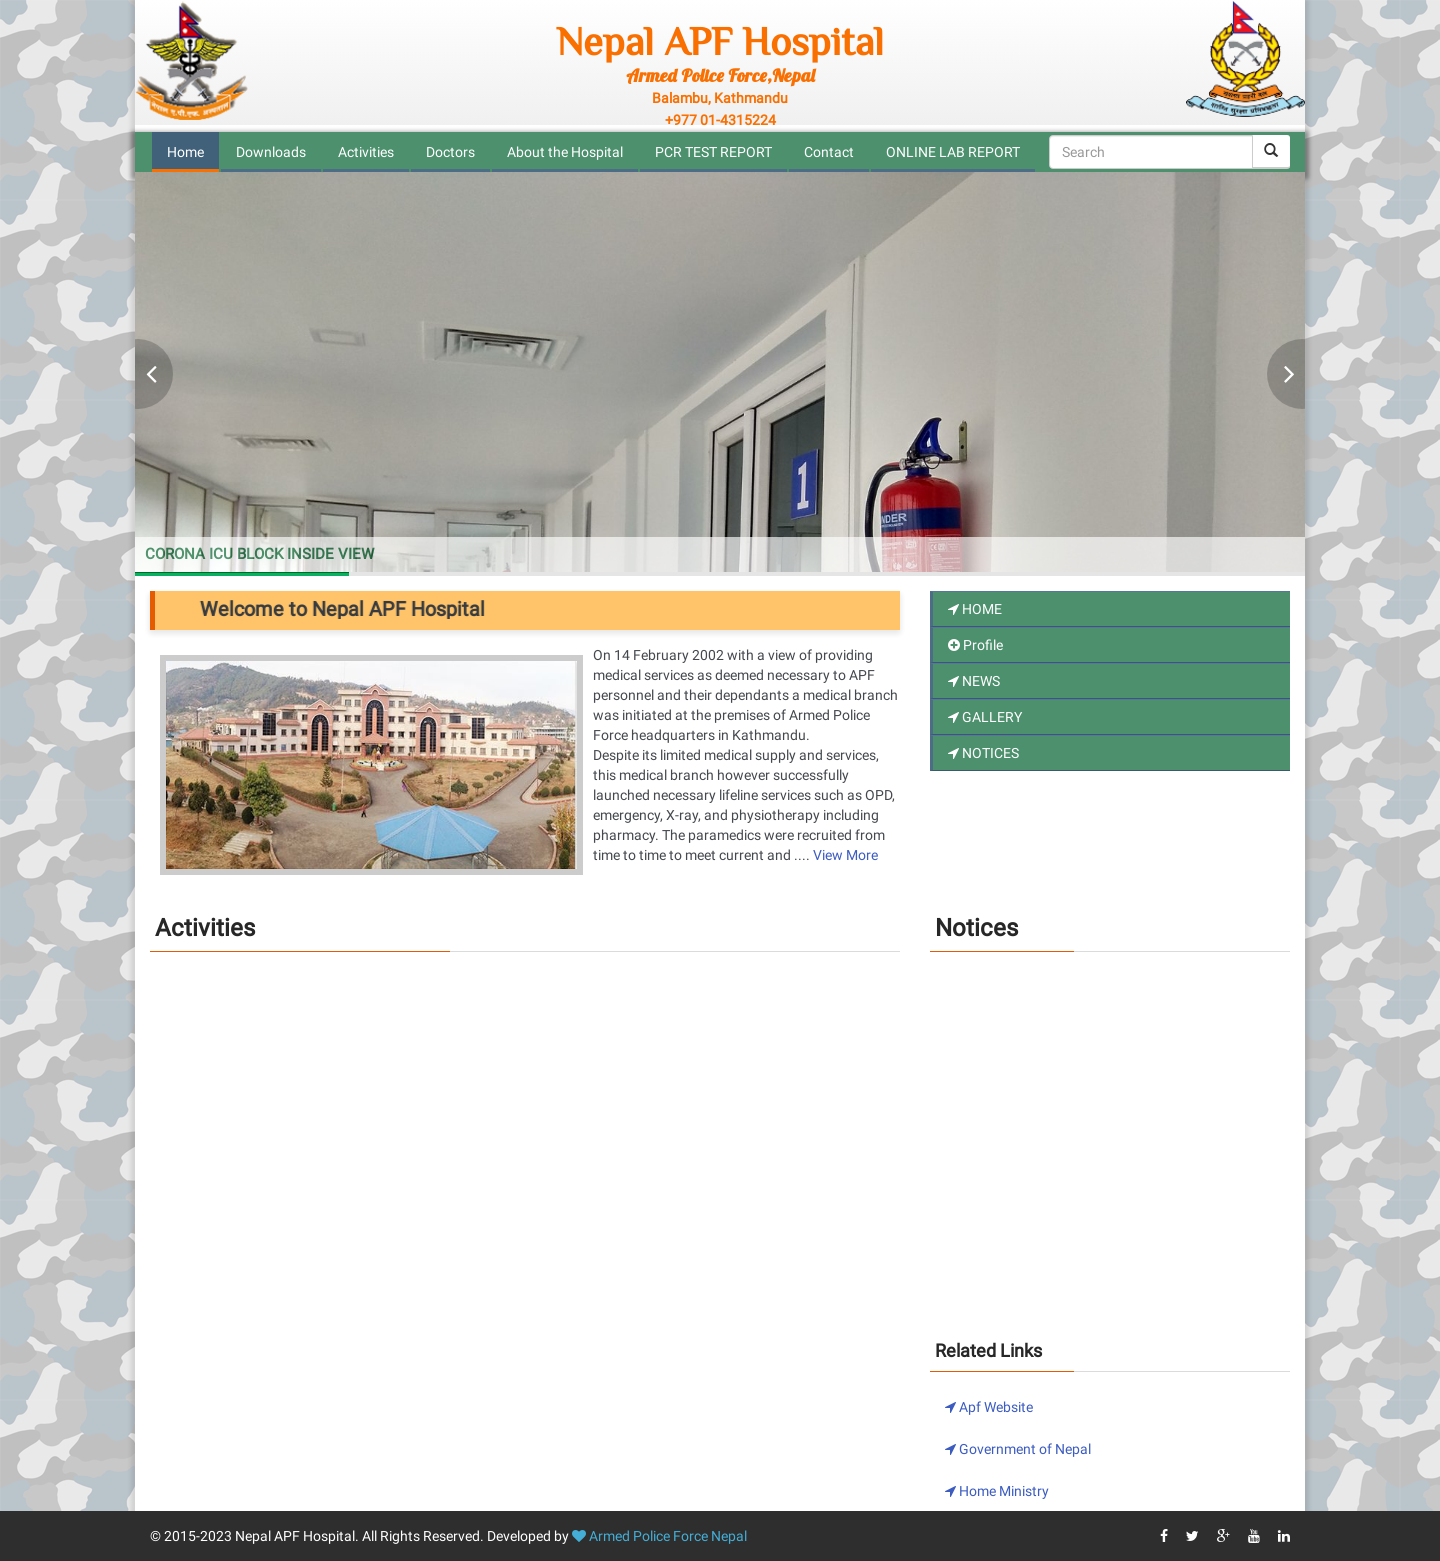 Nepal APF Hospital
Armed Police Force,Nepal
Balambu, Kathmandu
+977 01-4315224
Home Downloads Activities Doctors About the Hospital PCR TEST REPORT Contact ONLINE LAB REPORT Search
1
CORONA ICU BLOCK INSIDE VIEW
Welcome to Nepal APF Hospital
On 14 February 2002 with a view of providing
medical services as deemed necessary to APF
personnel and their dependants a medical branch
was initiated at the premises of Armed Police
Force headquarters in Kathmandu.
Despite its limited medical supply and services,
this medical branch however successfully
launched necessary lifeline services such as OPD,
emergency, X-ray, and physiotherapy including
pharmacy. The paramedics were recruited from
time to time to meet current and .... View More
HOME
Profile
NEWS
GALLERY
NOTICES
Activities
Notices
Related Links
Apf Website
Government of Nepal
Home Ministry
© 2015-2023 Nepal APF Hospital. All Rights Reserved. Developed by Armed Police Force Nepal